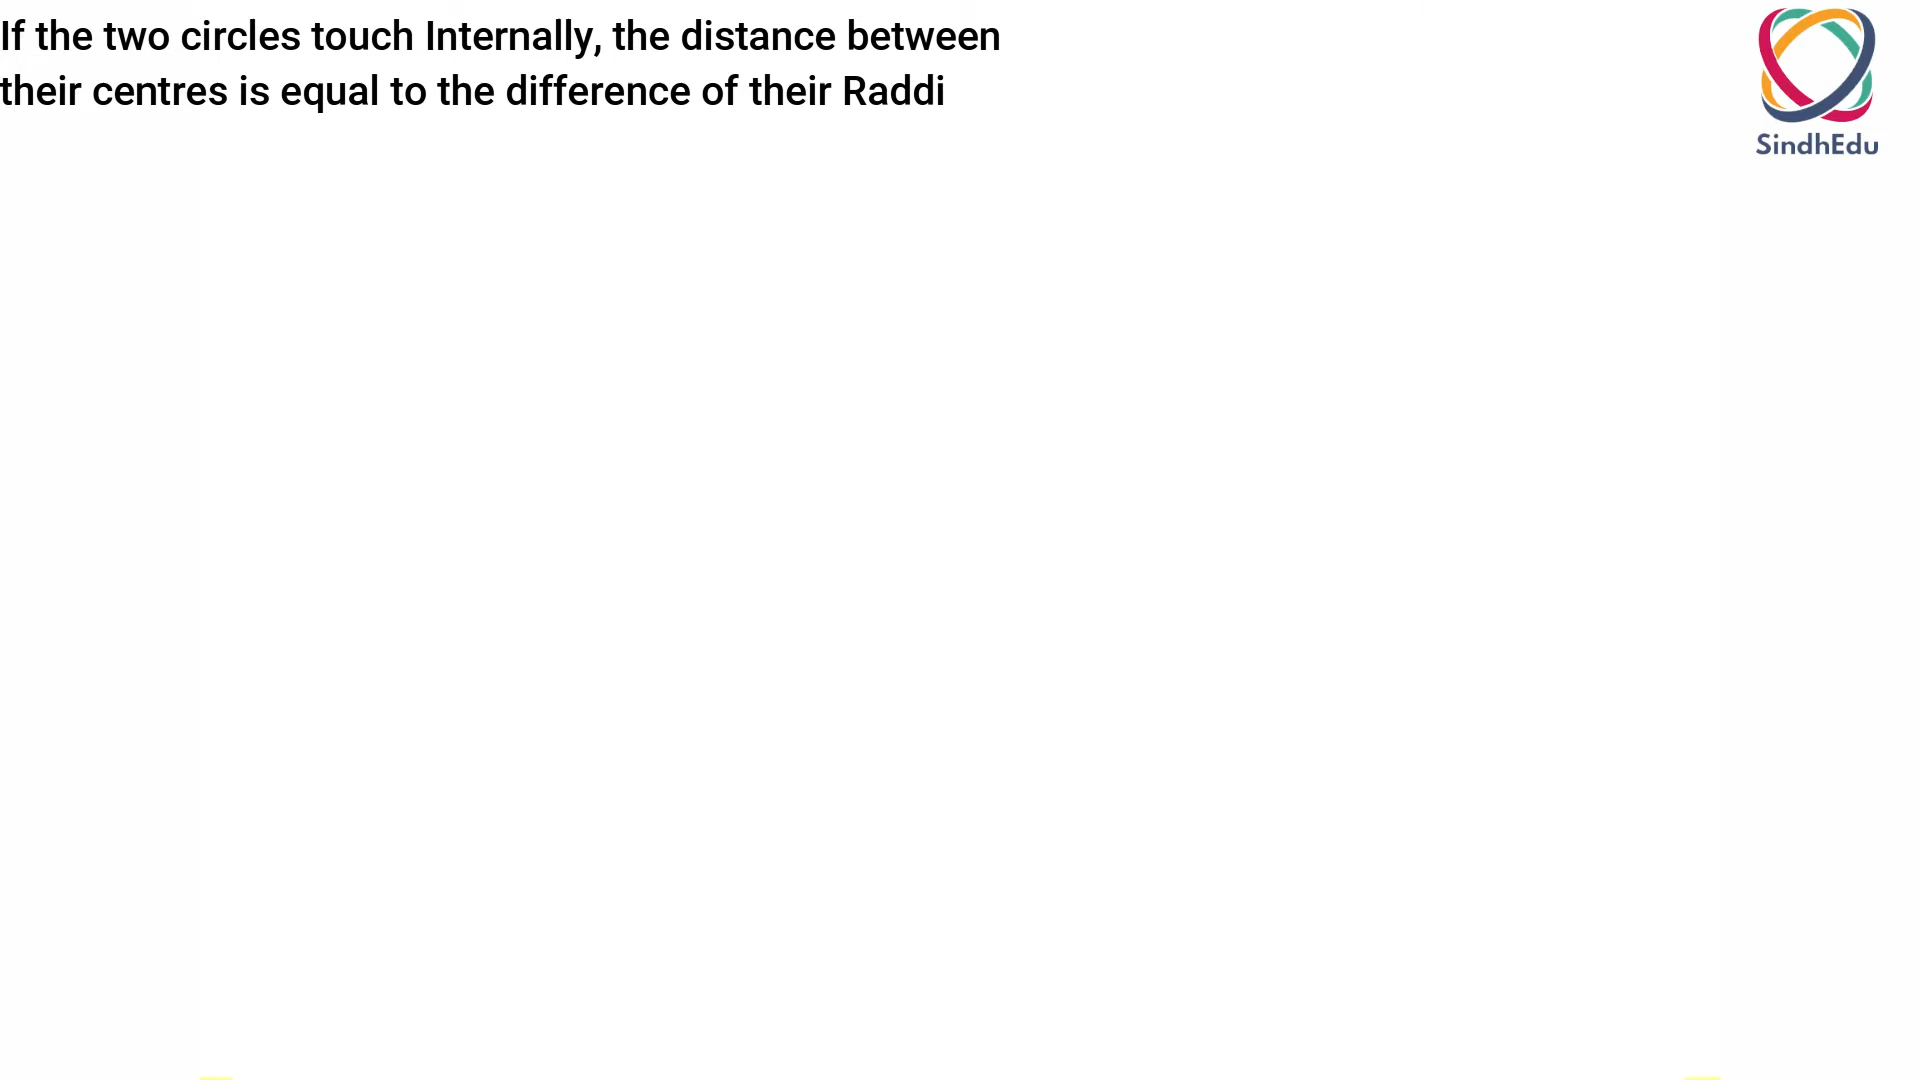 If the two circles touch Internally, the distance between
their centres is equal to the difference of their Raddi
SindhEdu